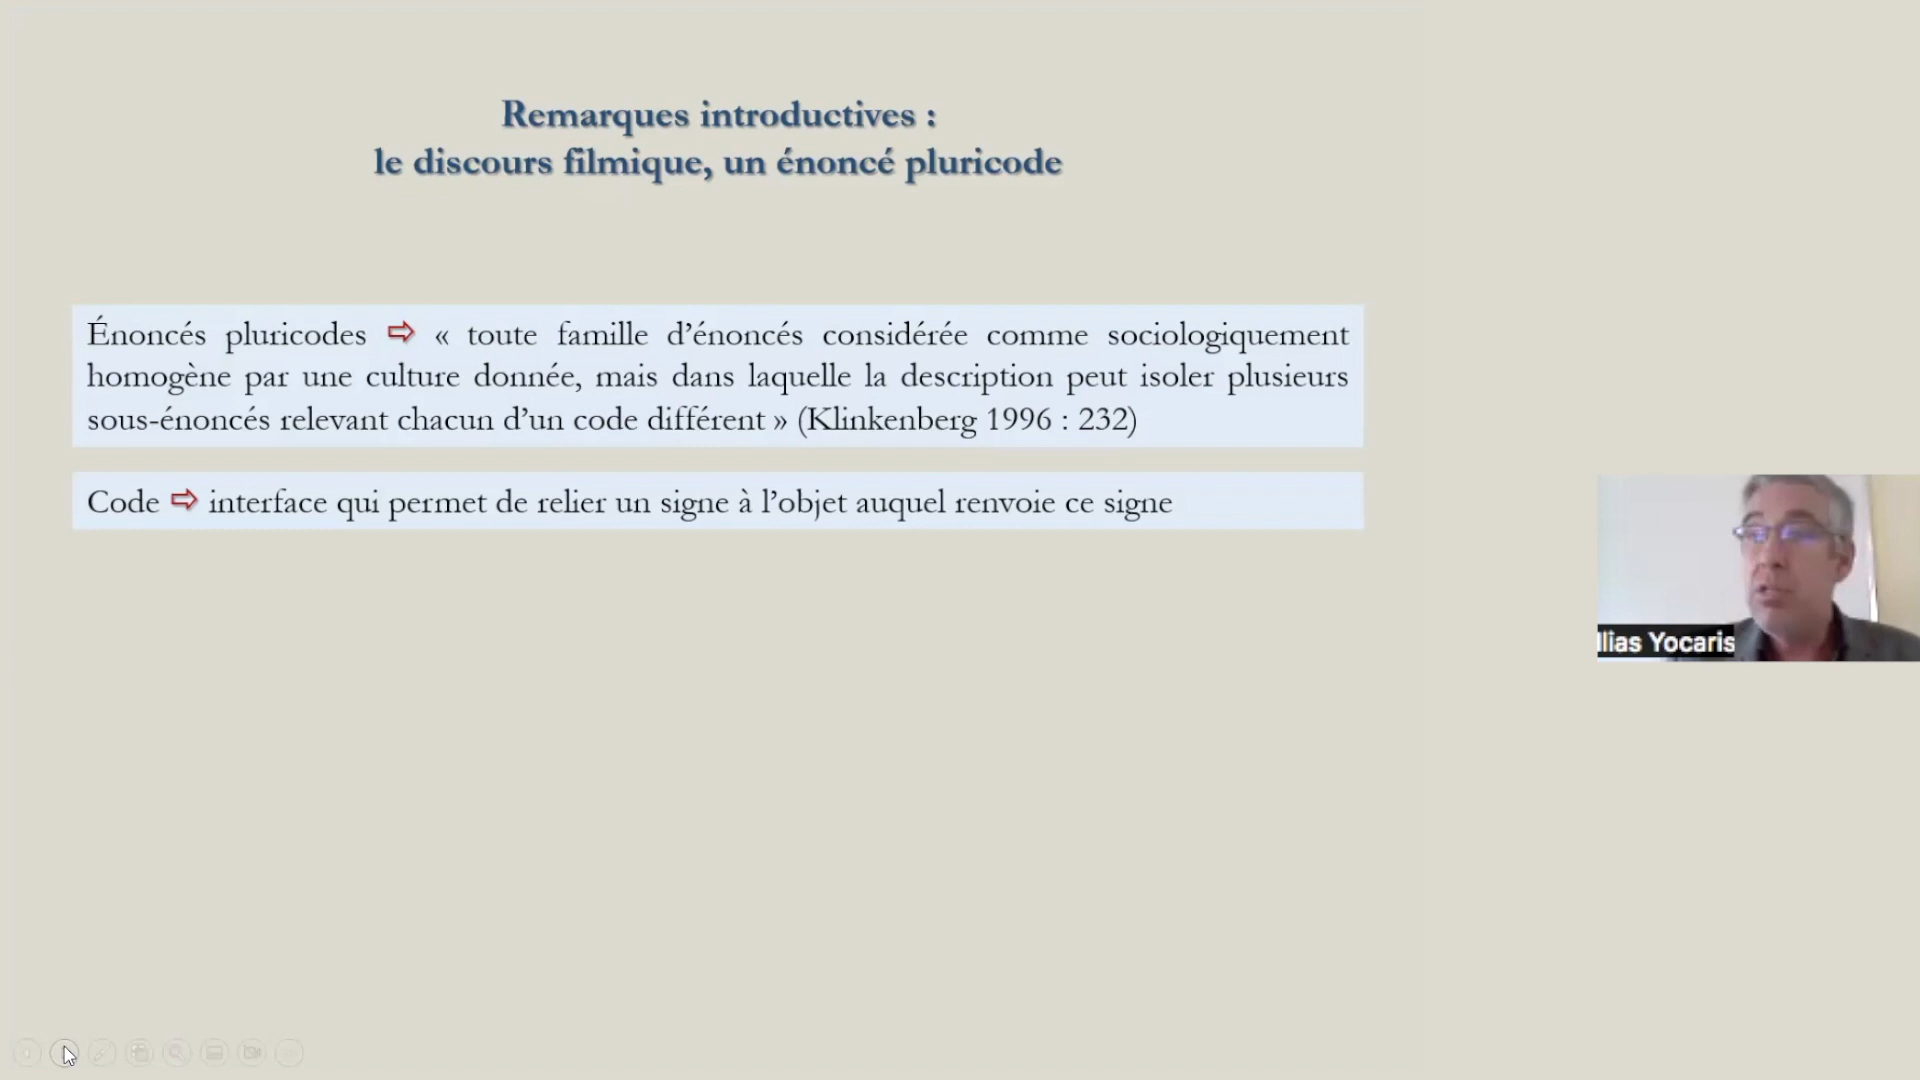 Remarques introductives :
le discours filmique, un énoncé pluricode
Énoncés pluricodes ⇨ « toute famille d’énoncés considérée comme sociologiquement
homogène par une culture donnée, mais dans laquelle la description peut isoler plusieurs
sous-énoncés relevant chacun d’un code différent » (Klinkenberg 1996 : 232)
Code ⇨ interface qui permet de relier un signe à l’objet auquel renvoie ce signe
Ilias Yocaris